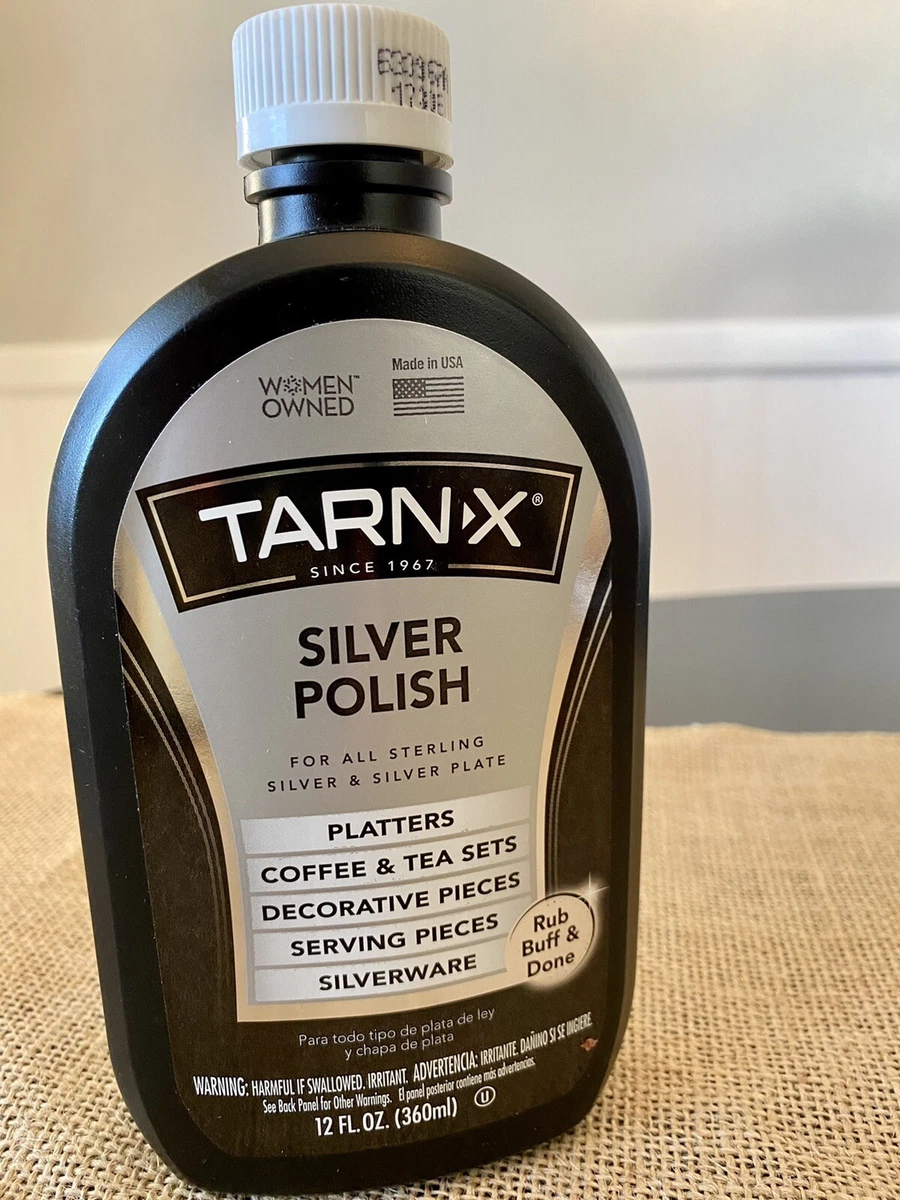 WOMEN™
OWNED
Made in USA
TARN-X®
SINCE 1967
SILVER
POLISH
FOR ALL STERLING
SILVER & SILVER PLATE
PLATTERS
COFFEE & TEA SETS
DECORATIVE PIECES
SERVING PIECES
SILVERWARE
Rub
Buff &
Done
Para todo tipo de plata de ley
y chapa de plata
WARNING: HARMFUL IF SWALLOWED. IRRITANT. ADVERTENCIA: IRRITANTE. DAÑINO SI SE INGIERE.
See Back Panel for Other Warnings. El panel posterior contiene más advertencias.
12 FL. OZ. (360ml) U